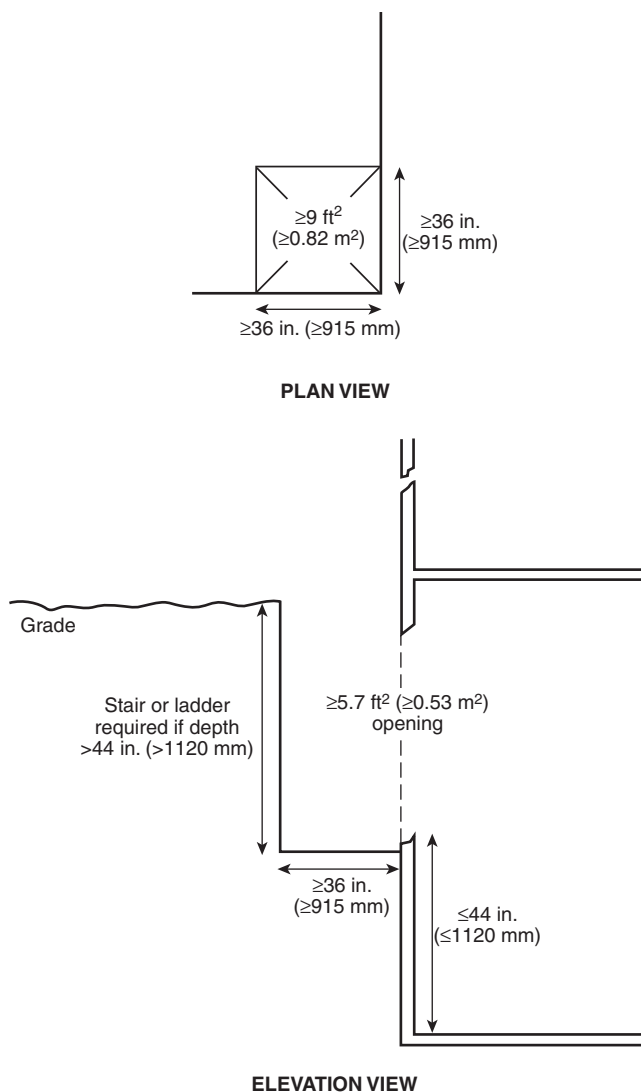 ≥9 ft²
(≥0.82 m²)
≥36 in.
(≥915 mm)
≥36 in. (≥915 mm)
PLAN VIEW
Grade
Stair or ladder
required if depth
>44 in. (>1120 mm)
≥5.7 ft² (≥0.53 m²)
opening
≥36 in.
(≥915 mm)
≤44 in.
(≤1120 mm)
ELEVATION VIEW